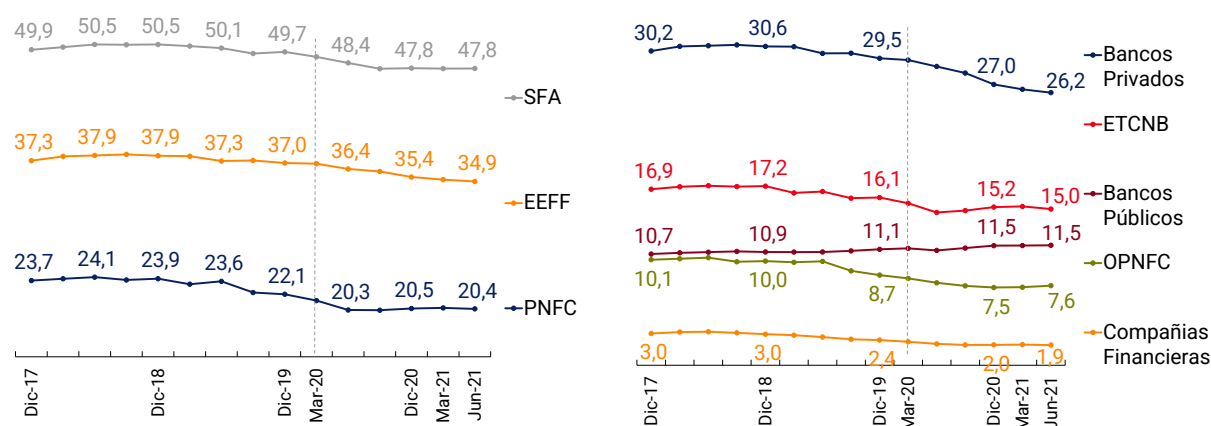 49,9 50,5 50,5 50,1 49,7 48,4 47,8 47,8
SFA
37,3 37,9 37,9 37,3 37,0 36,4 35,4 34,9
EEFF
23,7 24,1 23,9 23,6 22,1 20,3 20,5 20,4
PNFC
Dic-17 Dic-18 Dic-19 Mar-20 Dic-20 Mar-21 Jun-21
30,2 30,6 29,5 27,0 26,2
Bancos
Privados
ETCNB
16,9 17,2 16,1 15,2 15,0
Bancos
Públicos
10,7 10,9 11,1 11,5 11,5
OPNFC
10,1 10,0 8,7 7,5 7,6
Compañias
Financieras
3,0 3,0 2,4 2,0 1,9
Dic-17 Dic-18 Dic-19 Mar-20 Dic-20 Mar-21 Jun-21